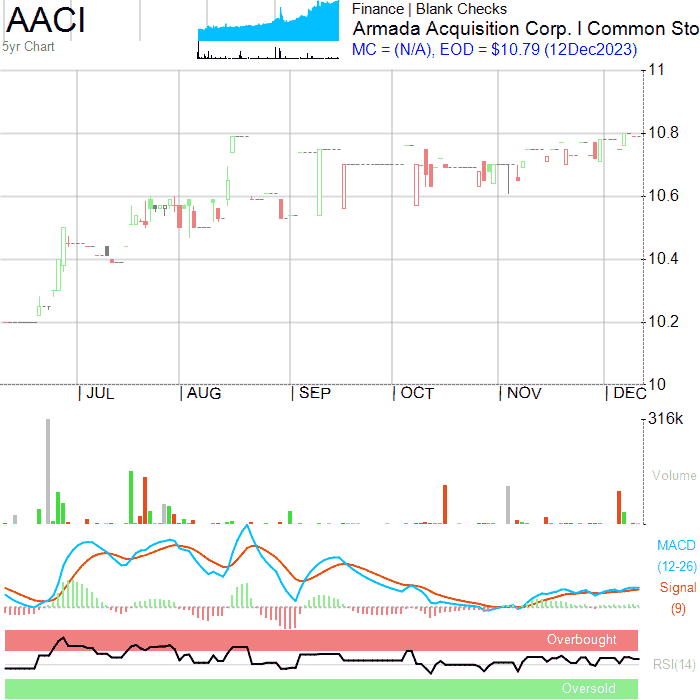 AACI
5yr Chart
Finance | Blank Checks
Armada Acquisition Corp. I Common Sto
MC = (N/A), EOD = $10.79 (12Dec2023)
11
10.8
10.6
10.4
10.2
10
| JUL | AUG | SEP | OCT | NOV | DEC
316k
Volume
MACD
(12-26)
Signal
(9)
Overbought
RSI(14)
Oversold